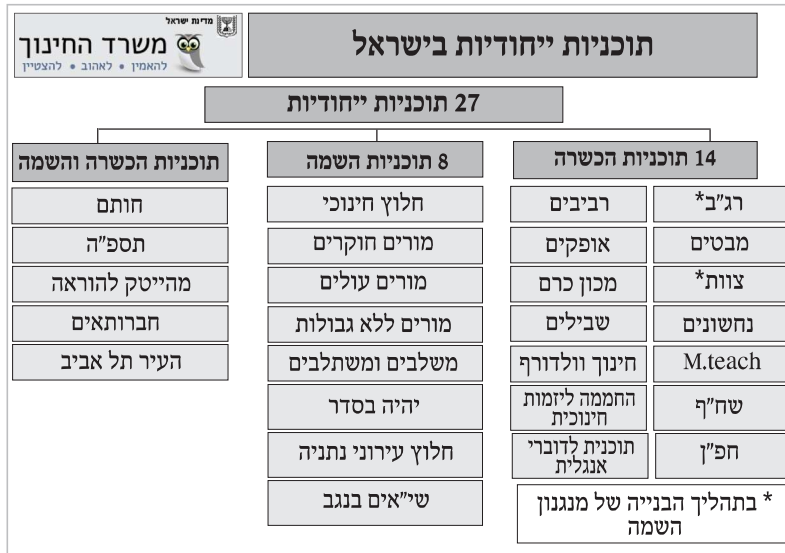 מדינת ישראל
משרד החינוך
להאמין • לאהוב • להצטיין
תוכניות ייחודיות בישראל
27 תוכניות ייחודיות
14 תוכניות הכשרה
רג"ב*
רביבים
מבטים
אופקים
צוות*
מכון כרם
נחשונים
שבילים
M.teach
חינוך וולדורף
שח"ף
החממה ליזמות
חינוכית
חפ"ן
תוכנית לדוברי
אנגלית
* בתהליך הבנייה של מנגנון
השמה
8 תוכניות השמה
חלוץ חינוכי
מורים חוקרים
מורים עולים
מורים ללא גבולות
משלבים ומשתלבים
יהיה בסדר
חלוץ עירוני נתניה
שי"אים בנגב
תוכניות הכשרה והשמה
חותם
תספ"ה
מהייטק להוראה
חברותאים
העיר תל אביב